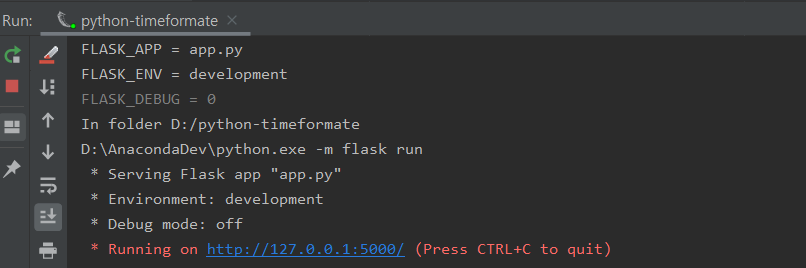 Run: python-timeformate
FLASK_APP = app.py
FLASK_ENV = development
FLASK_DEBUG = 0
In folder D:/python-timeformate
D:\AnacondaDev\python.exe -m flask run
* Serving Flask app "app.py"
* Environment: development
* Debug mode: off
* Running on http://127.0.0.1:5000/ (Press CTRL+C to quit)